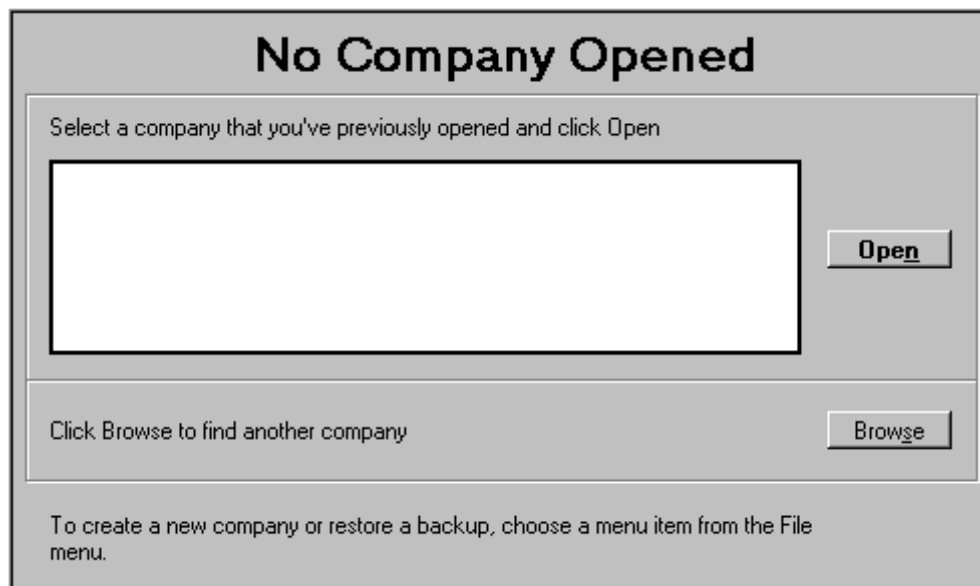 No Company Opened
Select a company that you've previously opened and click Open
Open
Click Browse to find another company
Browse
To create a new company or restore a backup, choose a menu item from the File
menu.